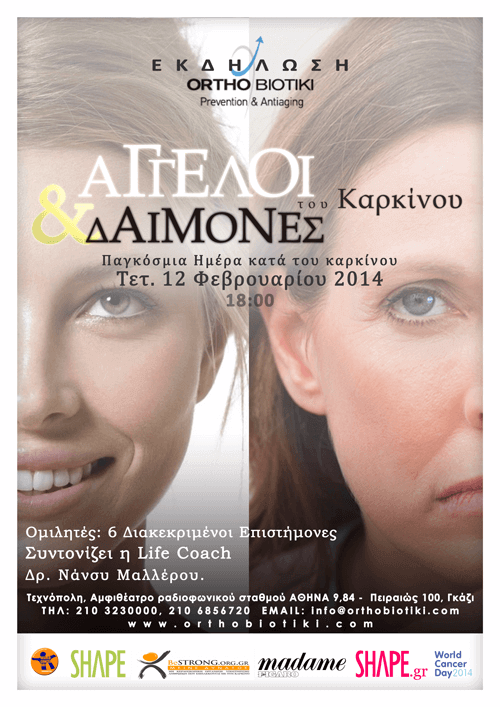 ΕΚΔΗΛΩΣΗ
ORTHO BIOTIKI
Prevention & Antiaging
ΑΓΓΕΛΟΙ
& ΔΑΙΜΟΝΕΣ
του Καρκίνου
Παγκόσμια Ημέρα κατά του καρκίνου
Τετ. 12 Φεβρουαρίου 2014
18:00
Ομιλητές: 6 Διακεκριμένοι Επιστήμονες
Συντονίζει η Life Coach
Δρ. Νάνσυ Μαλλέρου.
Τεχνόπολη, Αμφιθέατρο ραδιοφωνικού σταθμού ΑΘΗΝΑ 9,84 - Πειραιώς 100, Γκάζι
ΤΗΛ: 210 3230000, 210 6856720 EMAIL: info@orthobiotiki.com
www.orthobiotiki.com
SHAPE
BeSTRONG.ORG.GR
madame
FIGARO
SHAPE.gr
World
Cancer
Day2014